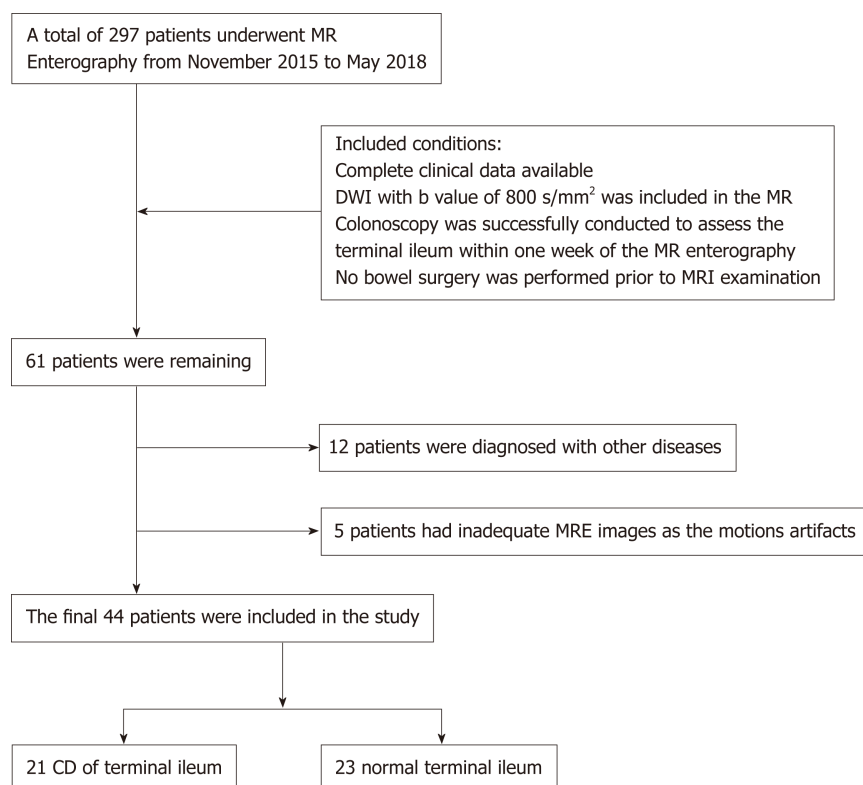 A total of 297 patients underwent MR
Enterography from November 2015 to May 2018
Included conditions:
Complete clinical data available
DWI with b value of 800 s/mm² was included in the MR
Colonoscopy was successfully conducted to assess the
terminal ileum within one week of the MR enterography
No bowel surgery was performed prior to MRI examination
61 patients were remaining
12 patients were diagnosed with other diseases
5 patients had inadequate MRE images as the motions artifacts
The final 44 patients were included in the study
21 CD of terminal ileum
23 normal terminal ileum